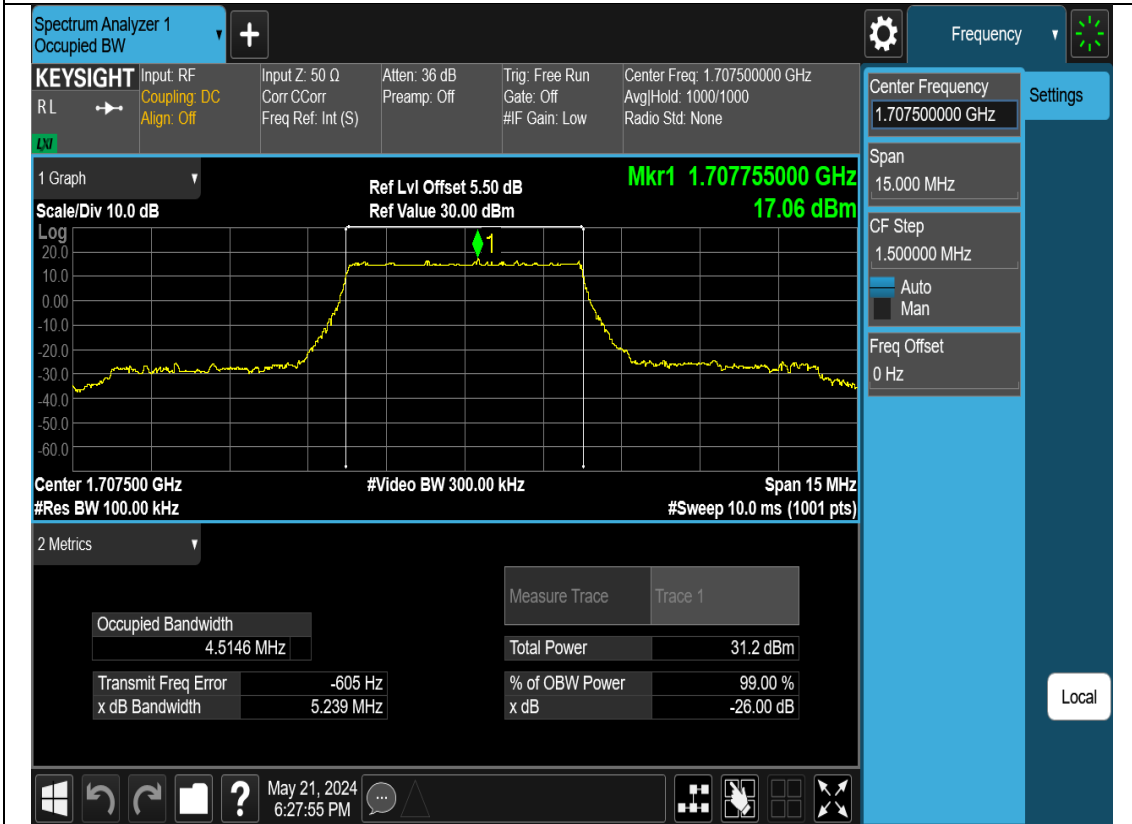 Spectrum Analyzer 1
Occupied BW
+
Frequency
KEYSIGHT
RL
LXI
Input: RF
Coupling: DC
Align: Off
Input Z: 50 Ω
Corr CCorr
Freq Ref: Int (S)
Atten: 36 dB
Preamp: Off
Trig: Free Run
Gate: Off
#IF Gain: Low
Center Freq: 1.707500000 GHz
Avg|Hold: 1000/1000
Radio Std: None
Center Frequency
1.707500000 GHz
Settings
Span
15.000 MHz
CF Step
1.500000 MHz
Auto
Man
Freq Offset
0 Hz
Local
1 Graph
Scale/Div 10.0 dB
Ref Lvl Offset 5.50 dB
Ref Value 30.00 dBm
Mkr1 1.707755000 GHz
17.06 dBm
Log
1
20.0
10.0
0.00
-10.0
-20.0
-30.0
-40.0
-50.0
-60.0
Center 1.707500 GHz
#Video BW 300.00 kHz
Span 15 MHz
#Res BW 100.00 kHz
#Sweep 10.0 ms (1001 pts)
2 Metrics
Measure Trace Trace 1
Occupied Bandwidth
4.5146 MHz
Total Power 31.2 dBm
Transmit Freq Error -605 Hz
% of OBW Power 99.00 %
x dB Bandwidth 5.239 MHz
x dB -26.00 dB
?
May 21, 2024
6:27:55 PM